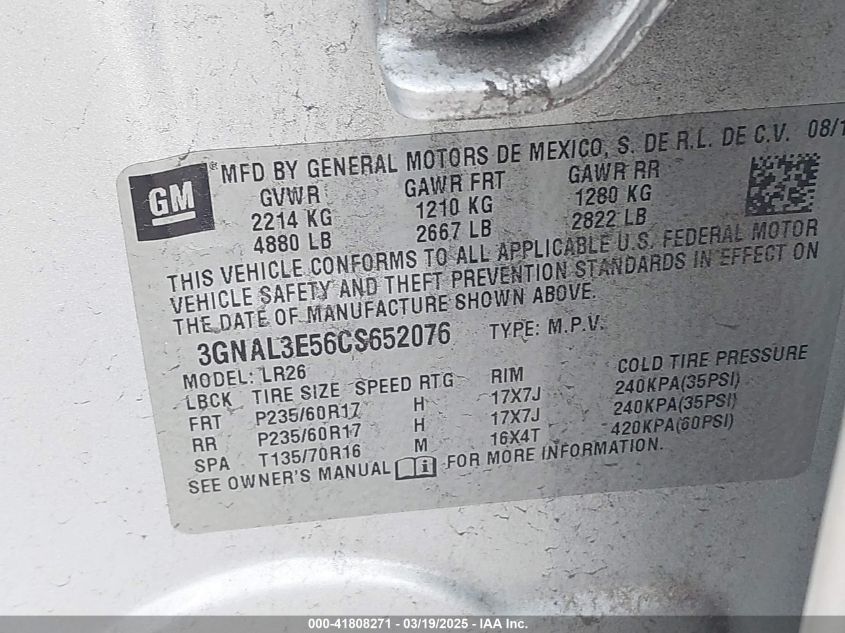 GM
® MFD BY GENERAL MOTORS DE MEXICO, S. DE R.L. DE C.V. 08/1
GVWR GAWR FRT GAWR RR
2214 KG 1210 KG 1280 KG
4880 LB 2667 LB 2822 LB
THIS VEHICLE CONFORMS TO ALL APPLICABLE U.S. FEDERAL MOTOR
VEHICLE SAFETY AND THEFT PREVENTION STANDARDS IN EFFECT ON
THE DATE OF MANUFACTURE SHOWN ABOVE.
3GNAL3E56CS652076 TYPE: M.P.V.
MODEL: LR26
LBCK TIRE SIZE SPEED RTG RIM COLD TIRE PRESSURE
FRT P235/60R17 H 17X7J 240KPA(35PSI)
RR P235/60R17 H 17X7J 240KPA(35PSI)
SPA T135/70R16 M 16X4T 420KPA(60PSI)
SEE OWNER'S MANUAL FOR MORE INFORMATION.
000-41808271 - 03/19/2025 - IAA Inc.